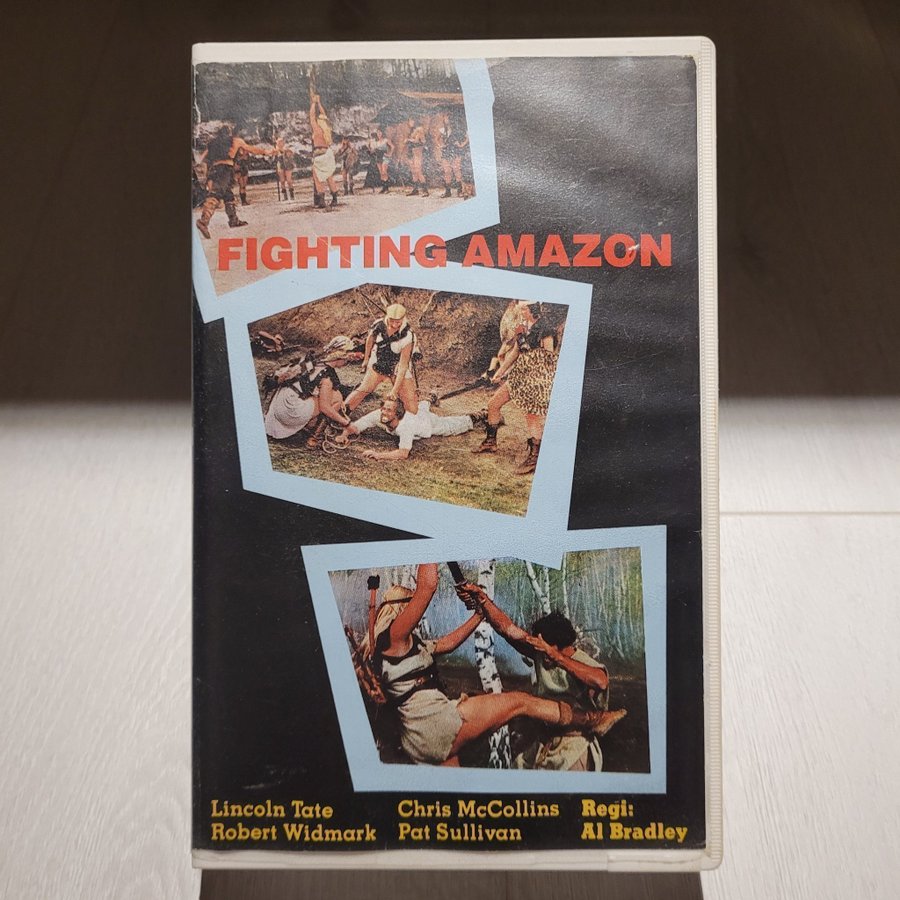 FIGHTING AMAZON
Lincoln Tate
Robert Widmark
Chris McCollins
Pat Sullivan
Regi:
Al Bradley